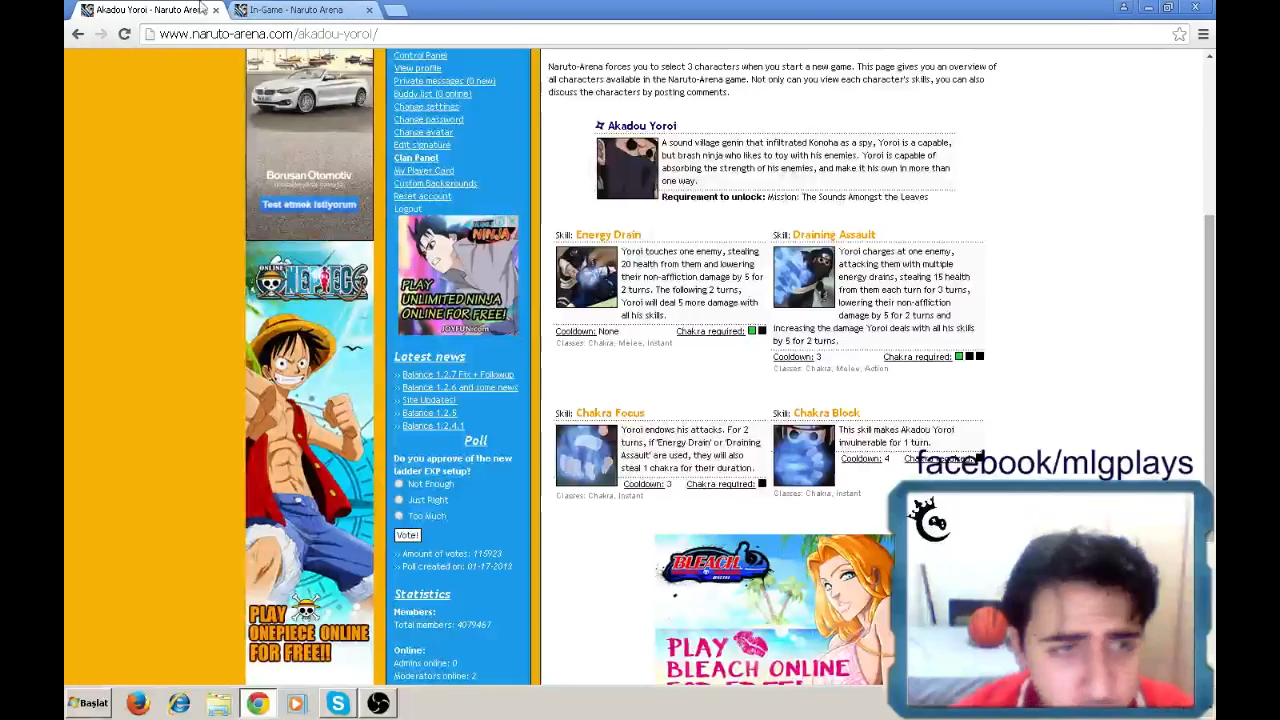 Akadou Yoroi - Naruto Aren
In-Game - Naruto Arena
www.naruto-arena.com/akadou-yoroi/
Borusan Otomotiv
Test etmek istiyorum
ONLINE
ONEPIECE
PLAY
ONEPIECE ONLINE
FOR FREE!!
Control Panel
View profile
Private messages (0 new)
Buddy list (0 online)
Change settings
Change password
Change avatar
Edit signature
Clan Panel
My Player Card
Custom Backgrounds
Reset account
Logout
NINJA
PLAY
UNLIMITED NINJA
ONLINE FOR FREE!
JOYFUN.com
Latest news
Balance 1.2.7 Fix + Followup
Balance 1.2.6 and some news
Site Updates!
Balance 1.2.5
Balance 1.2.4.1
Poll
Do you approve of the new
ladder EXP setup?
Not Enough
Just Right
Too Much
Vote!
Amount of votes: 115923
Poll created on: 01-17-2013
Statistics
Members:
Total members: 4079467
Online:
Admins online: 0
Moderators online: 2
Naruto-Arena forces you to select 3 characters when you start a new game. This page gives you an overview of
all characters available in the Naruto-Arena game. Not only can you view each character's skills, you can also
discuss the characters by posting comments.
Akadou Yoroi
A sound village genin that infiltrated Konoha as a spy, Yoroi is a capable,
but brash ninja who likes to toy with his enemies. Yoroi is capable of
absorbing the strength of his enemies, and make it his own in more than
one way.
Requirement to unlock: Mission: The Sounds Amongst the Leaves
Skill: Energy Drain
Yoroi touches one enemy, stealing
20 health from them and lowering
their non-affliction damage by 5 for
2 turns. The following 2 turns,
Yoroi will deal 5 more damage with
all his skills.
Cooldown: None
Chakra required:
Classes: Chakra, Melee, Instant
Skill: Draining Assault
Yoroi charges at one enemy,
attacking them with multiple
energy drains, stealing 15 health
from them each turn for 3 turns,
lowering their non-affliction
damage by 5 for 2 turns and
increasing the damage Yoroi deals with all his skills
by 5 for 2 turns.
Cooldown: 3
Chakra required:
Classes: Chakra, Melee, Action
Skill: Chakra Focus
Yoroi endows his attacks. For 2
turns, if 'Energy Drain' or 'Draining
Assault' are used, they will also
steal 1 chakra for their duration.
Cooldown: 3
Chakra required:
Classes: Chakra, Instant
Skill: Chakra Block
This skill makes Akadou Yoroi
invulnerable for 1 turn.
Cooldown: 4
Classes: Chakra, Instant
facebook/mlgplays
BLEACH
PLAY
BLEACH ONLINE
FOR FREE!
Başlat